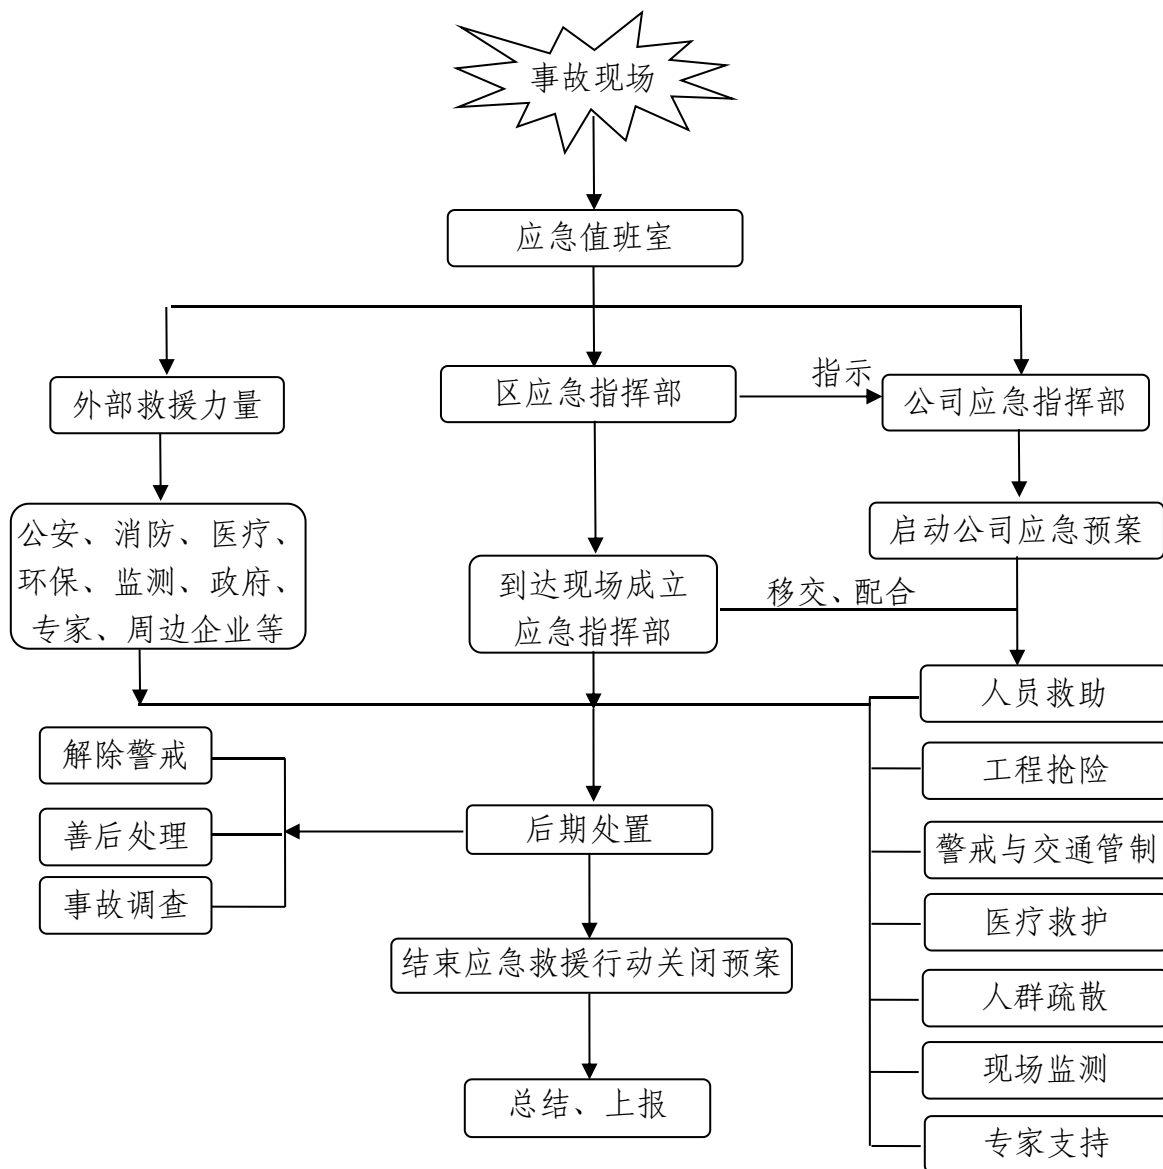 事故现场
应急值班室
外部救援力量
区应急指挥部
指示
公司应急指挥部
公安、消防、医疗、
环保、监测、政府、
专家、周边企业等
到达现场成立
应急指挥部
移交、配合
启动公司应急预案
人员救助
工程抢险
警戒与交通管制
医疗救护
人群疏散
现场监测
专家支持
解除警戒
善后处理
事故调查
后期处置
结束应急救援行动关闭预案
总结、上报